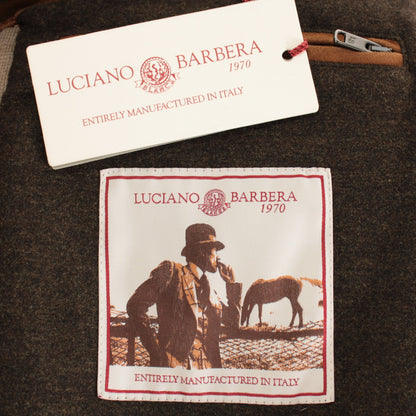 LUCIANO BARBERA
1970
ENTIRELY MANUFACTURED IN ITALY
LUCIANO BARBERA
1970
ENTIRELY MANUFACTURED IN ITALY